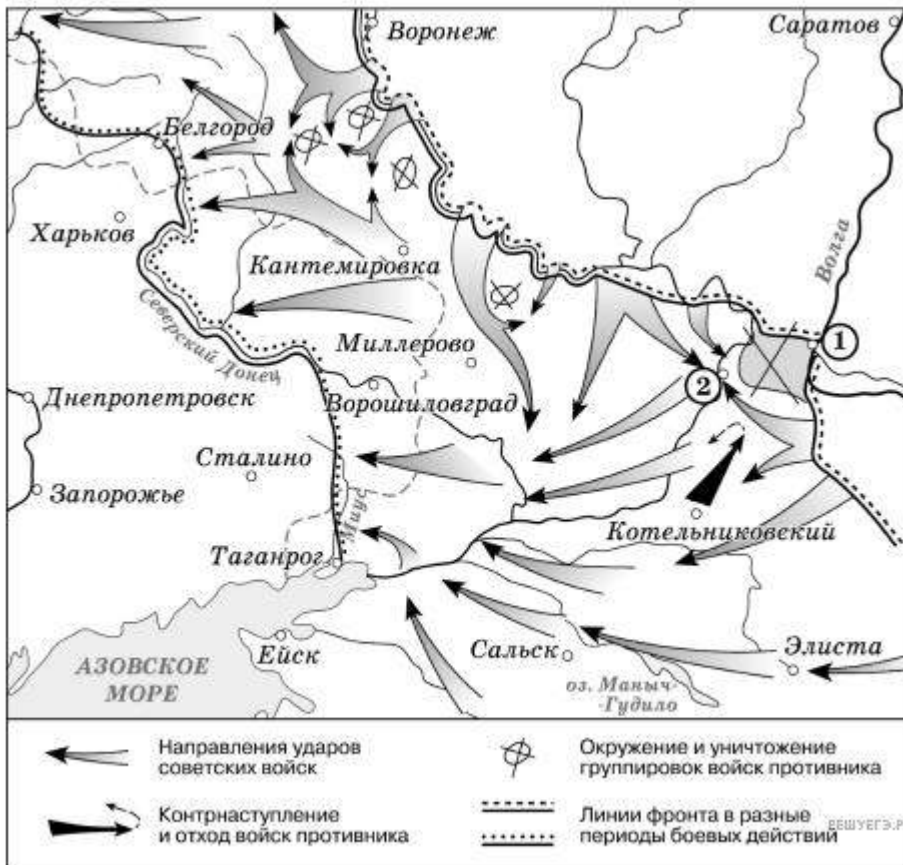 Воронеж
Саратов
Белгород
Харьков
Волга
Кантемировка
Северский Донец
Миллерово
1
2
Днепропетровск
Ворошиловград
Сталино
Запорожье
Миус
Котельниковский
Таганрог
Ейск
Сальск
Элиста
АЗОВСКОЕ
МОРЕ
оз. Маныч-
-Гудило
Направления ударов
советских войск
Окружение и уничтожение
группировок войск противника
Контрнаступление
и отход войск противника
Линии фронта в разные
периоды боевых действий